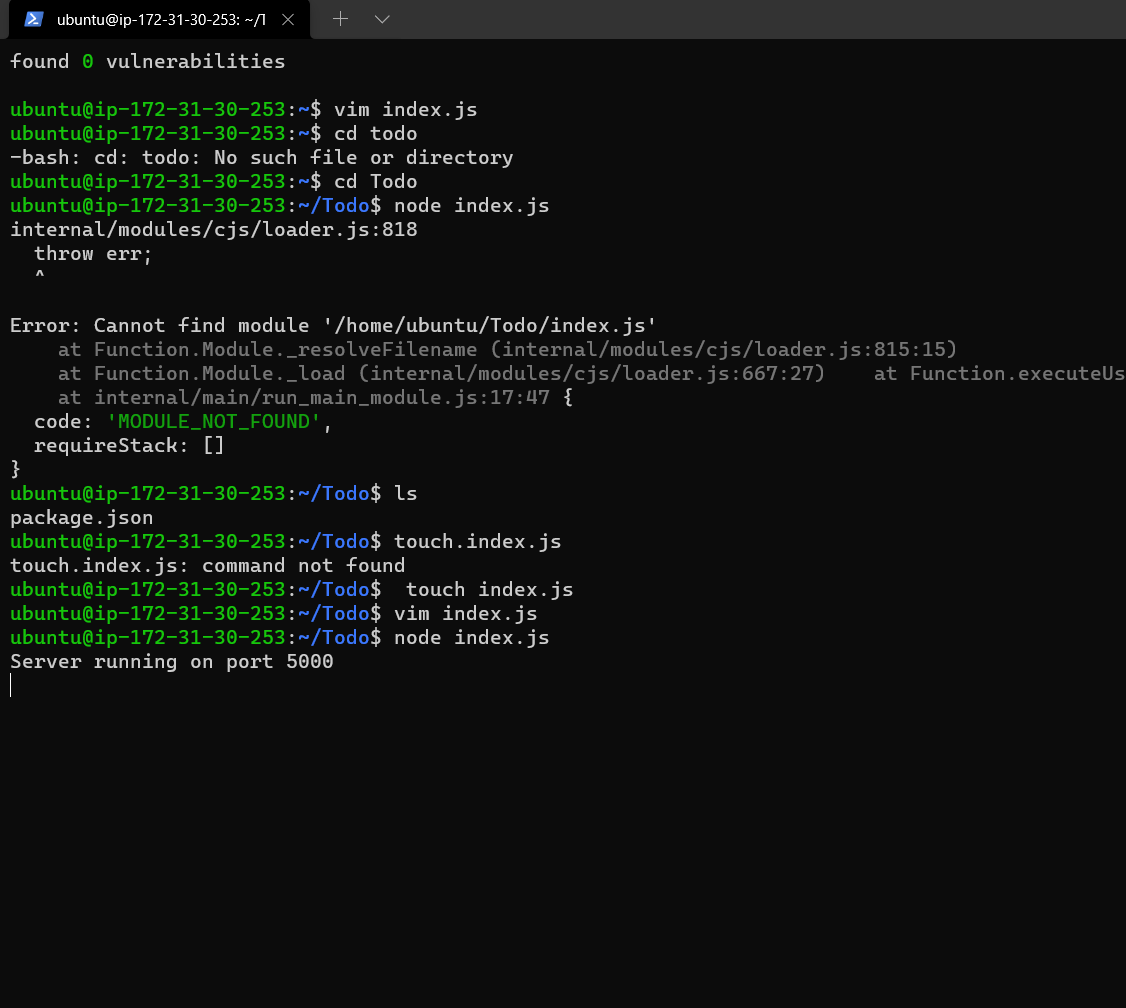 ubuntu@ip-172-31-30-253: ~/T
found 0 vulnerabilities
ubuntu@ip-172-31-30-253:~$ vim index.js
ubuntu@ip-172-31-30-253:~$ cd todo
-bash: cd: todo: No such file or directory
ubuntu@ip-172-31-30-253:~$ cd Todo
ubuntu@ip-172-31-30-253:~/Todo$ node index.js
internal/modules/cjs/loader.js:818
  throw err;
  ^
Error: Cannot find module '/home/ubuntu/Todo/index.js'
    at Function.Module._resolveFilename (internal/modules/cjs/loader.js:815:15)
    at Function.Module._load (internal/modules/cjs/loader.js:667:27)    at Function.executeUs
    at internal/main/run_main_module.js:17:47 {
  code: 'MODULE_NOT_FOUND',
  requireStack: []
}
ubuntu@ip-172-31-30-253:~/Todo$ ls
package.json
ubuntu@ip-172-31-30-253:~/Todo$ touch.index.js
touch.index.js: command not found
ubuntu@ip-172-31-30-253:~/Todo$  touch index.js
ubuntu@ip-172-31-30-253:~/Todo$ vim index.js
ubuntu@ip-172-31-30-253:~/Todo$ node index.js
Server running on port 5000